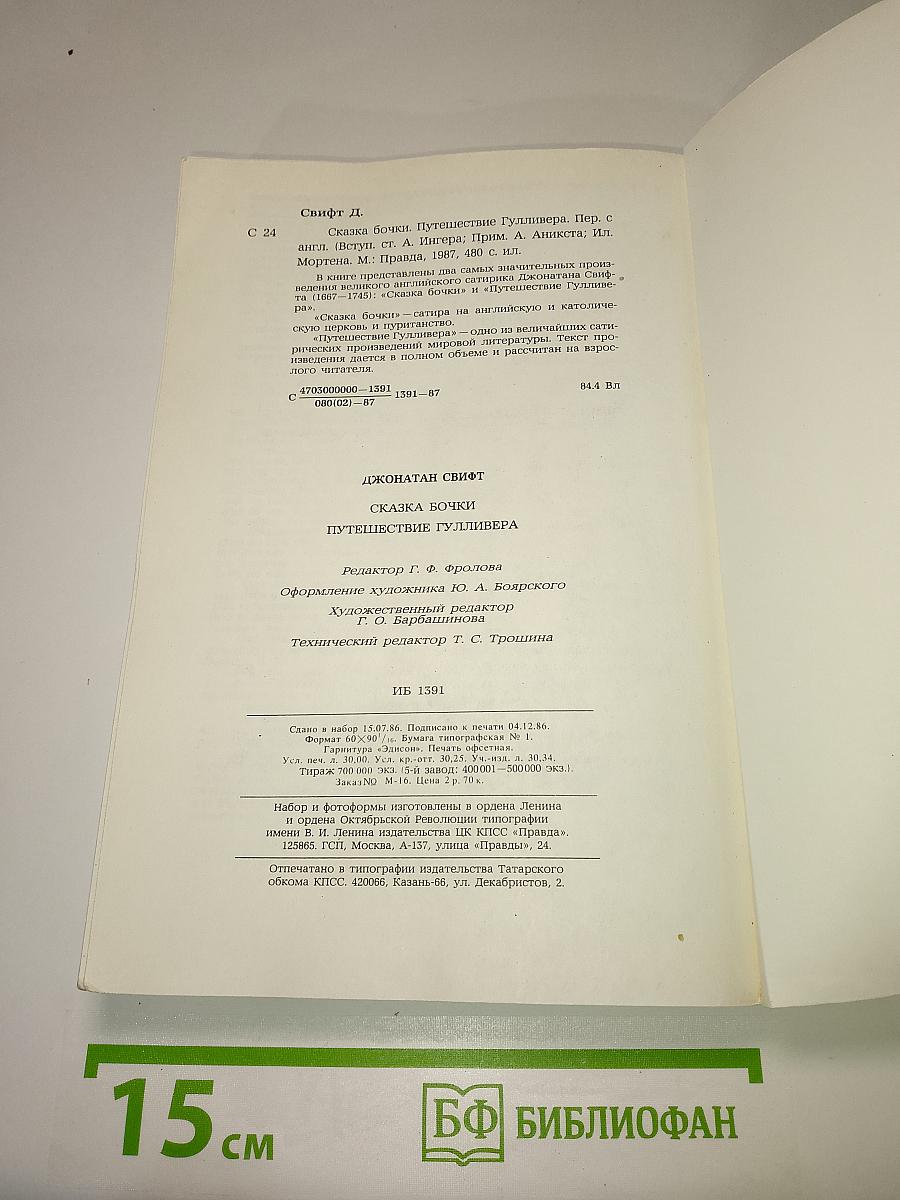 Свифт Д.
С 24 Сказка бочки. Путешествие Гулливера. Пер. с
англ. (Вступ. ст. А. Ингера; Прим. А. Аникста; Ил.
Мортена. М.: Правда, 1987, 480 с. ил.
В книге представлены два самых значительных произ-
ведения великого английского сатирика Джонатана Свиф-
та (1667—1745): «Сказка бочки» и «Путешествие Гулливе-
ра».
«Сказка бочки» — сатира на английскую и католиче-
скую церковь и пуританство.
«Путешествие Гулливера» — одно из величайших сати-
рических произведений мировой литературы. Текст про-
изведения дается в полном объеме и рассчитан на взрос-
лого читателя.
С 4703000000—1391
080(02)—87
1391—87
84.4 Вл
ДЖОНАТАН СВИФТ
СКАЗКА БОЧКИ
ПУТЕШЕСТВИЕ ГУЛЛИВЕРА
Редактор Г. Ф. Фролова
Оформление художника Ю. А. Боярского
Художественный редактор
Г. О. Барбашинова
Технический редактор Т. С. Трошина
ИБ 1391
Сдано в набор 15.07.86. Подписано к печати 04.12.86.
Формат 60×90¹/₁₆. Бумага типографская № 1.
Гарнитура «Эдисон». Печать офсетная.
Усл. печ. л. 30,00. Усл. кр.-отт. 30,25. Уч.-изд. л. 30,34.
Тираж 700 000 экз. (5-й завод: 400001—500000 экз.).
Заказ № М-16. Цена 2 р. 70 к.
Набор и фотоформы изготовлены в ордена Ленина
и ордена Октябрьской Революции типографии
имени В. И. Ленина издательства ЦК КПСС «Правда».
125865. ГСП, Москва, А-137, улица «Правды», 24.
Отпечатано в типографии издательства Татарского
обкома КПСС. 420066, Казань-66, ул. Декабристов, 2.
15 см
БФ БИБЛИОФАН